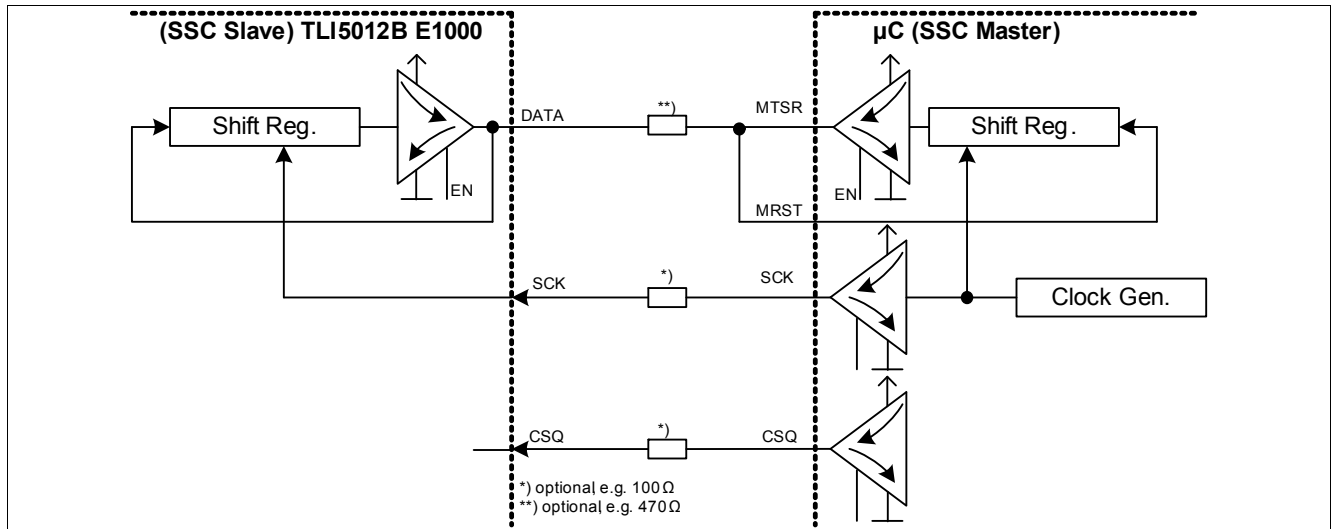 (SSC Slave) TLI5012B E1000
µC (SSC Master)
Shift Reg.
EN
DATA
**)
MTSR
MRST
EN
Shift Reg.
SCK
*)
SCK
Clock Gen.
CSQ
*)
CSQ
*) optional, e.g. 100Ω
**) optional, e.g. 470Ω